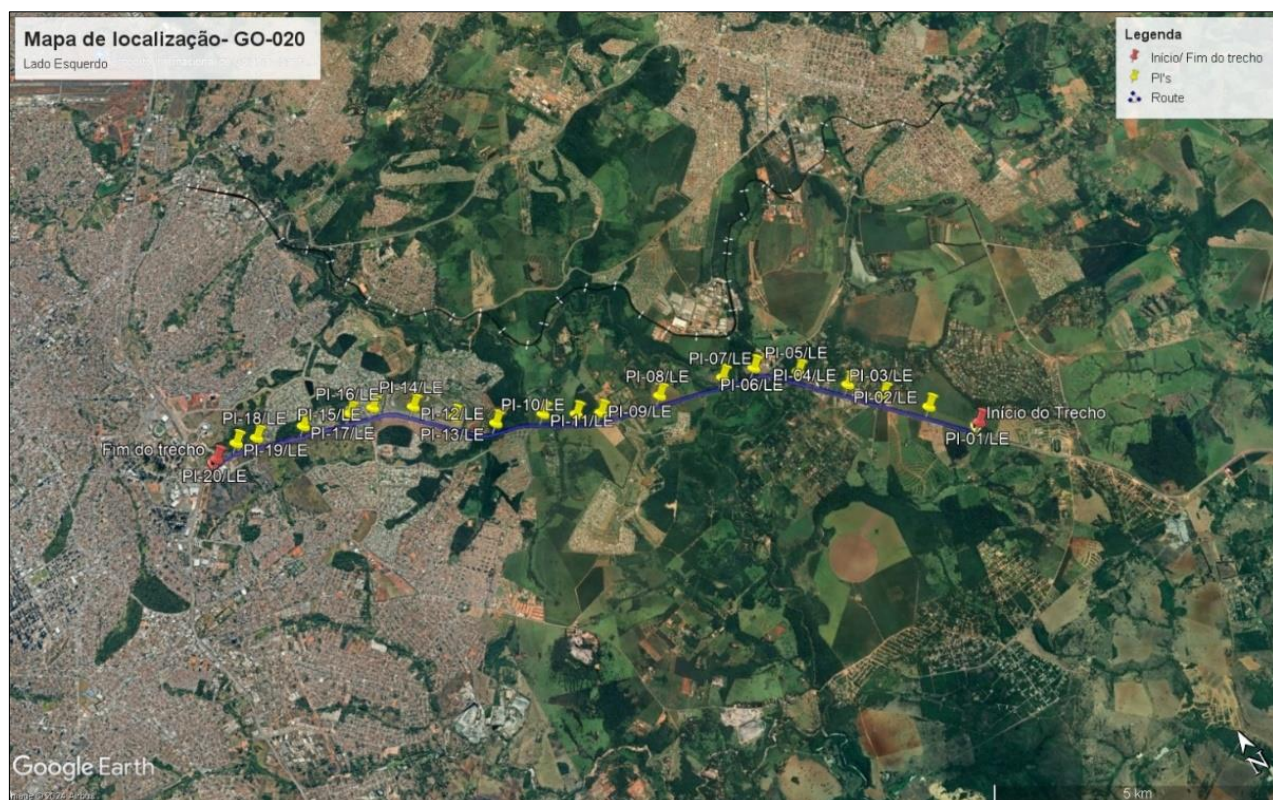 Mapa de localização- GO-020
Lado Esquerdo
Legenda
Início/ Fim do trecho
PI's
Route
PI-07/LE
PI-05/LE
PI-06/LE
PI-04/LE
PI-03/LE
PI-02/LE
Início do Trecho
PI-01/LE
PI-08/LE
PI-09/LE
PI-10/LE
PI-11/LE
PI-14/LE
PI-12/LE
PI-13/LE
PI-16/LE
PI-15/LE
PI-17/LE
PI-18/LE
PI-19/LE
Fim do trecho
PI-20/LE
Google Earth
N
5 km